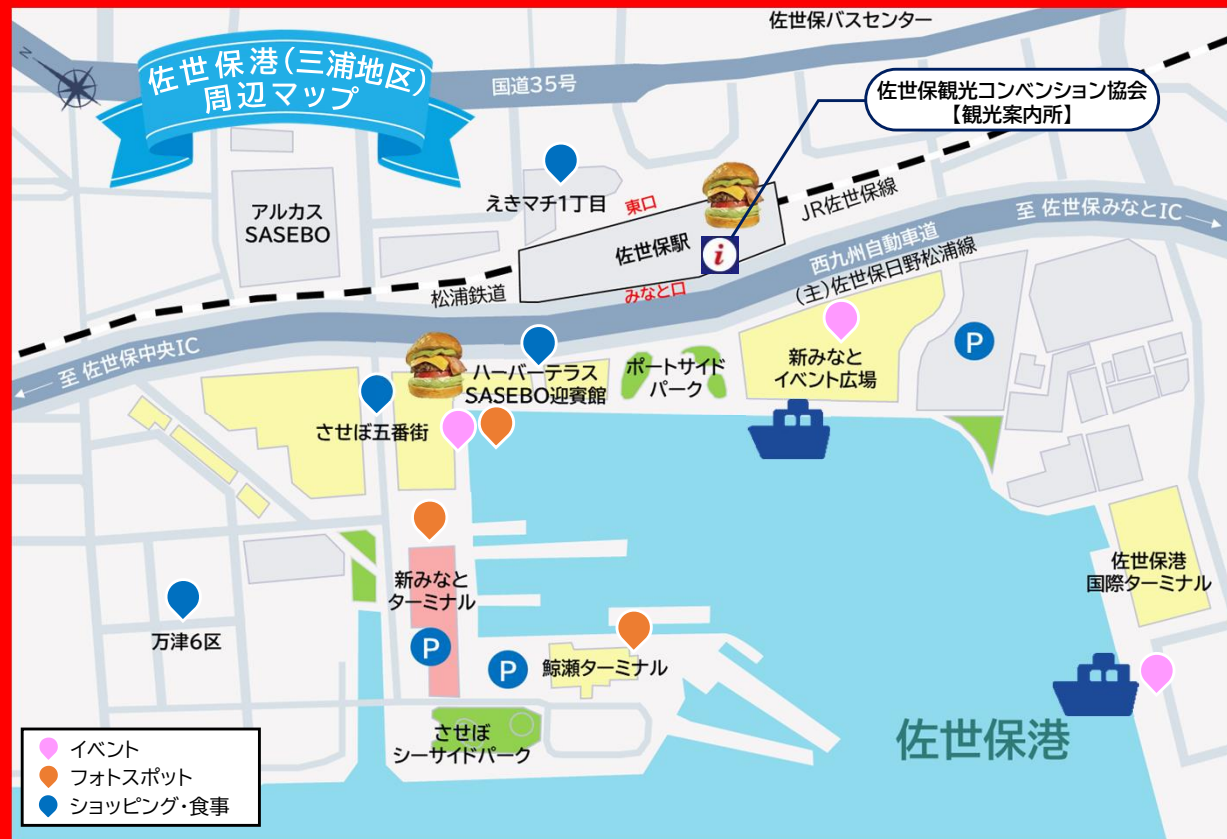 佐世保バスセンター
N
佐世保港(三浦地区)
周辺マップ
国道35号
佐世保観光コンベンション協会
【観光案内所】
えきマチ1丁目
東口
アルカス
SASEBO
佐世保駅
i
JR佐世保線
至 佐世保みなとIC
西九州自動車道
(主)佐世保日野松浦線
みなと口
松浦鉄道
至 佐世保中央IC
ハーバーテラス
SASEBO迎賓館
ポートサイド
パーク
新みなと
イベント広場
P
させぼ五番街
新みなと
ターミナル
P
P
鯨瀬ターミナル
佐世保港
国際ターミナル
万津6区
させぼ
シーサイドパーク
佐世保港
イベント
フォトスポット
ショッピング・食事